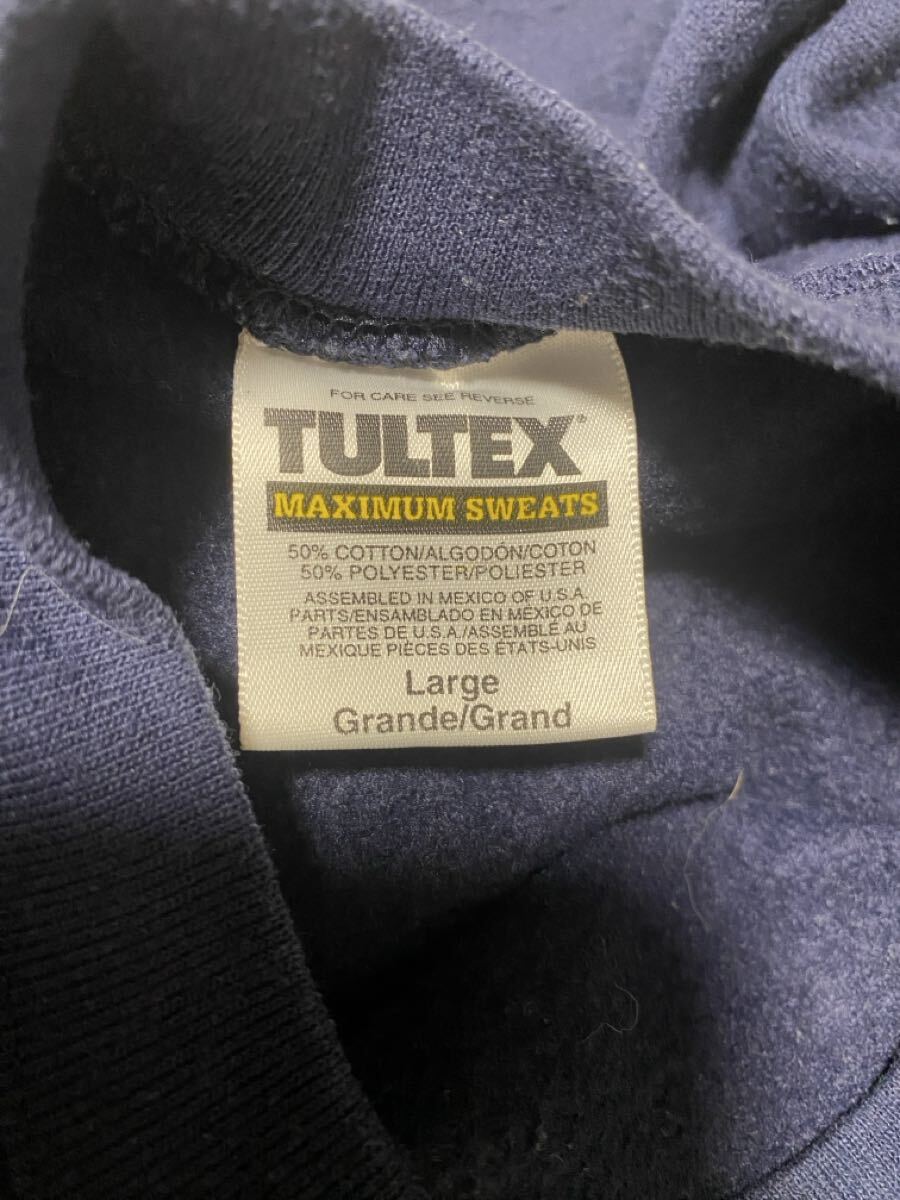 FOR CARE SEE REVERSE
TULTEX®
MAXIMUM SWEATS
50% COTTON/ALGODÓN/COTON
50% POLYESTER/POLIESTER
ASSEMBLED IN MEXICO OF U.S.A.
PARTS/ENSAMBLADO EN MÉXICO DE
PARTES DE U.S.A./ASSEMBLÉ AU
MEXIQUE PIÈCES DES ÉTATS-UNIS
Large
Grande/Grand